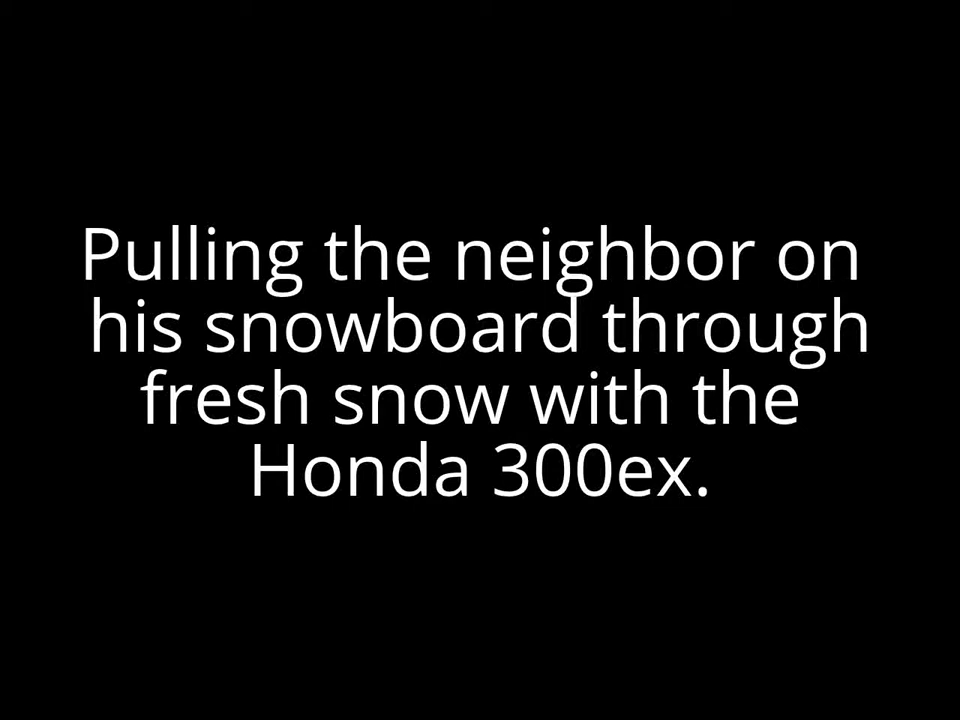 Pulling the neighbor on
his snowboard through
fresh snow with the
Honda 300ex.